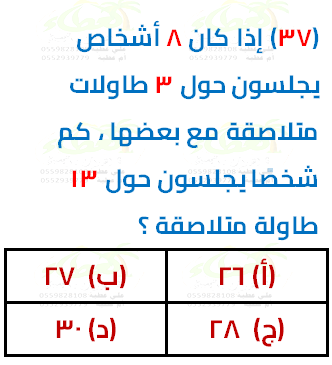 (٣٧) إذا كان ٨ أشخاص
يجلسون حول ٣ طاولات
متلاصقة مع بعضها ، كم
شخصًا يجلسون حول ١٣
طاولة متلاصقة ؟
(أ) ٢٦ (ب) ٢٧
(ج) ٢٨ (د) ٣٠